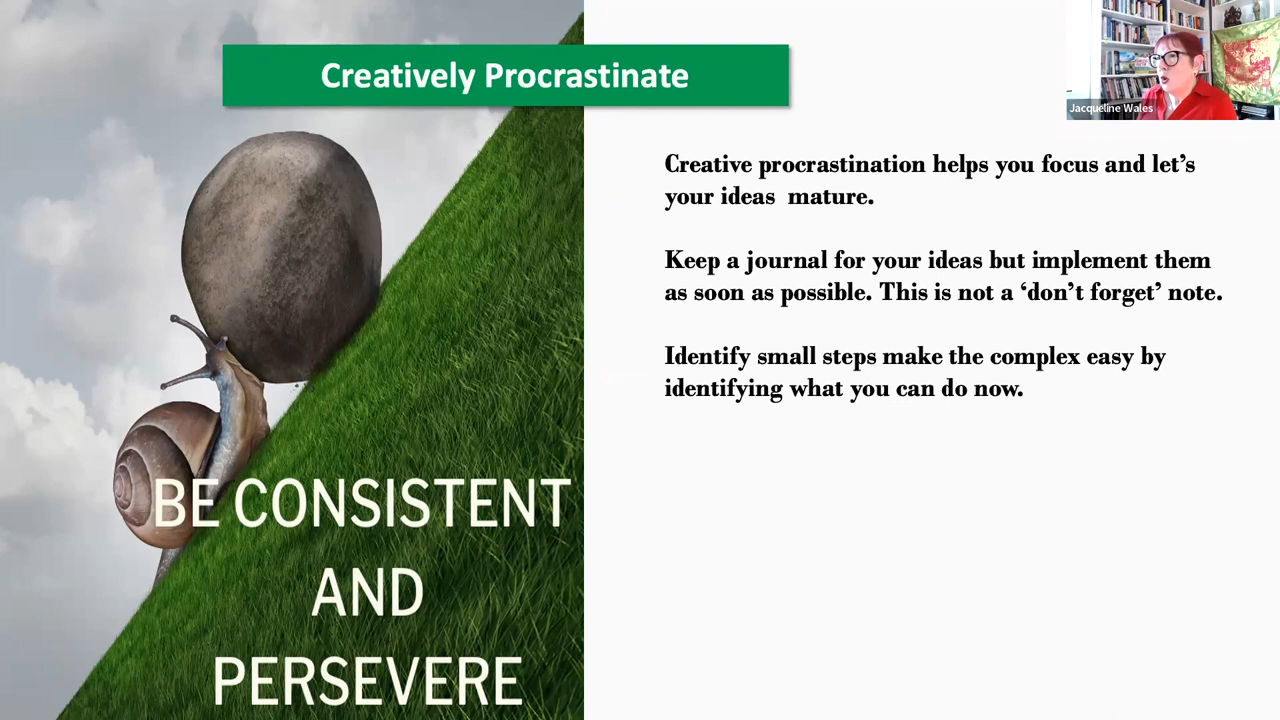 Creatively Procrastinate
Jacqueline Wales
Creative procrastination helps you focus and let’s
your ideas mature.
Keep a journal for your ideas but implement them
as soon as possible. This is not a ‘don’t forget’ note.
Identify small steps make the complex easy by
identifying what you can do now.
BE CONSISTENT
AND
PERSEVERE